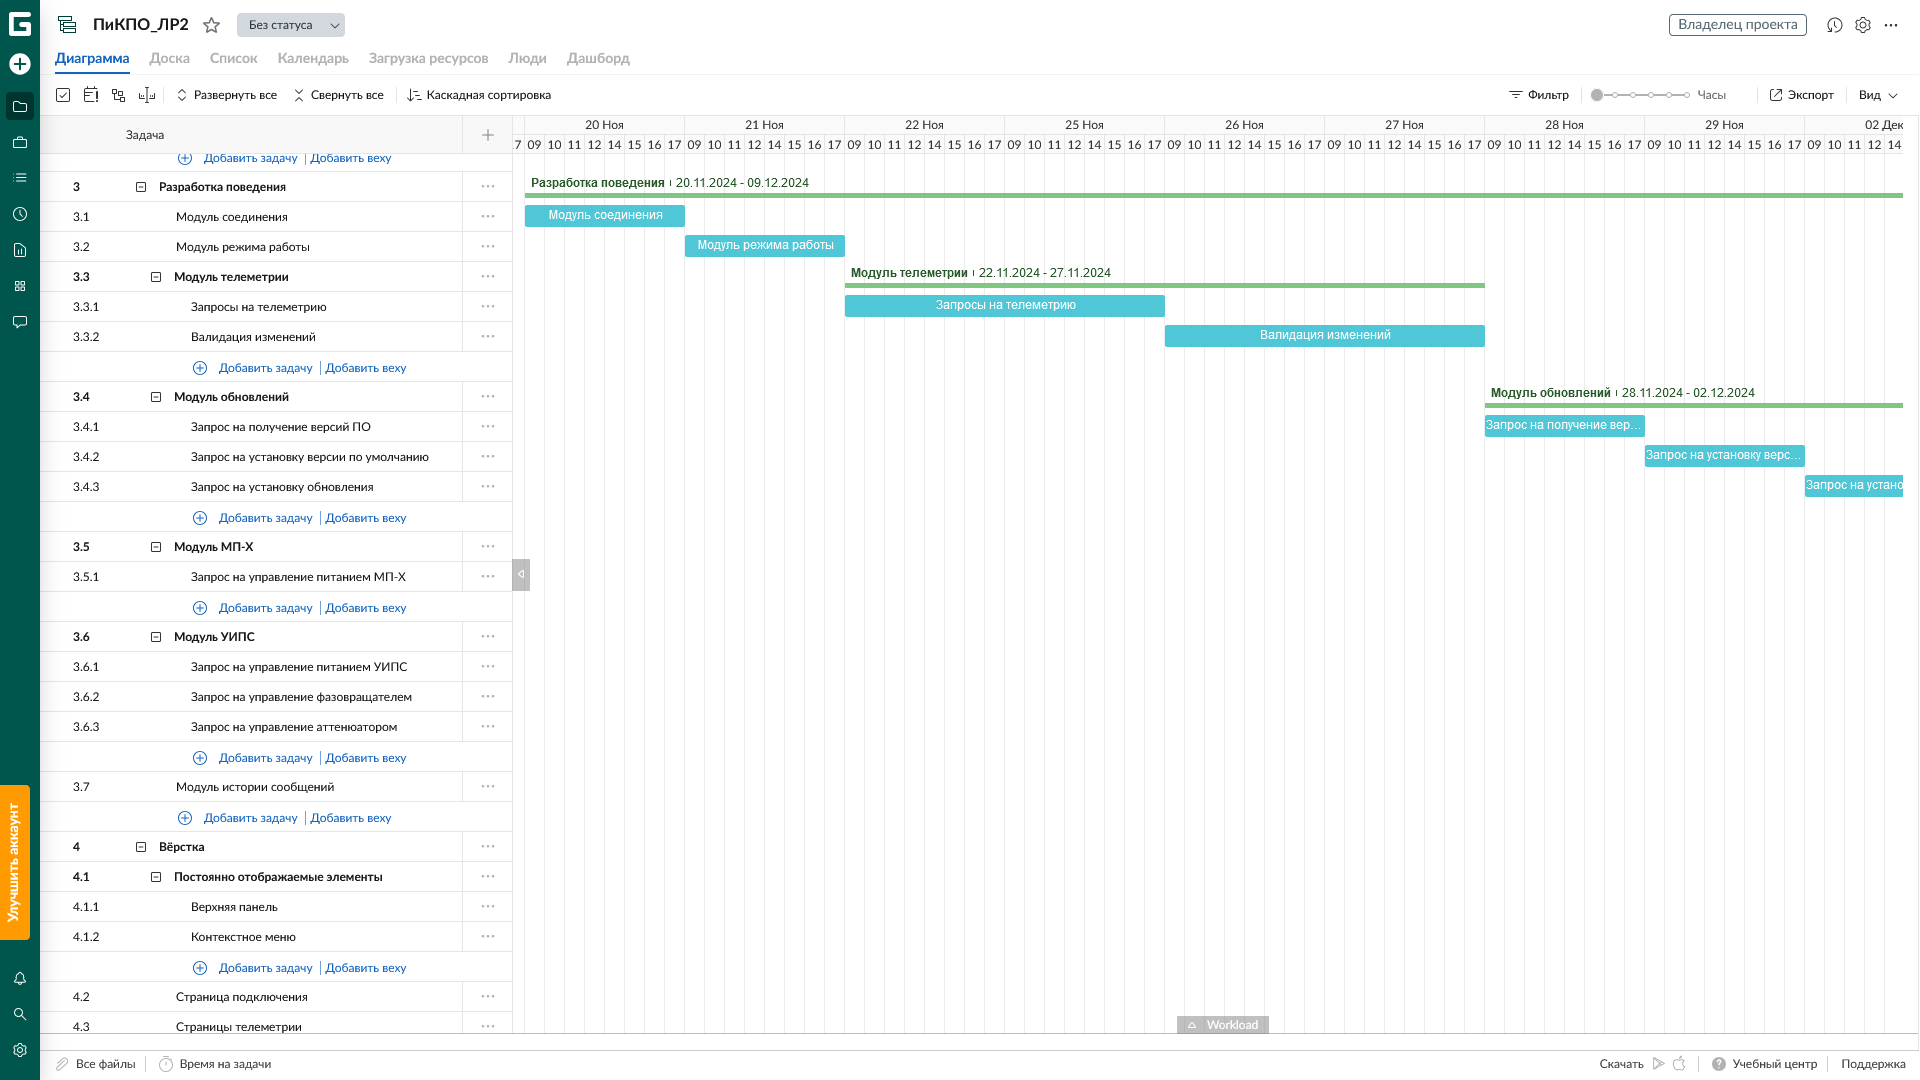 ПиКПО_ЛР2
Без статуса
Владелец проекта
Диаграмма Доска Список Календарь Загрузка ресурсов Люди Дашборд
Развернуть все Свернуть все Каскадная сортировка Фильтр Часы Экспорт Вид
Задача
20 Ноя 21 Ноя 22 Ноя 25 Ноя 26 Ноя 27 Ноя 28 Ноя 29 Ноя 02 Дек
7 09 10 11 12 14 15 16 17 09 10 11 12 14 15 16 17 09 10 11 12 14 15 16 17 09 10 11 12 14 15 16 17 09 10 11 12 14 15 16 17 09 10 11 12 14 15 16 17 09 10 11 12 14 15 16 17 09 10 11 12 14 15 16 17 09 10 11 12 14
Добавить задачу Добавить веху
3 Разработка поведения
Разработка поведения 20.11.2024 - 09.12.2024
3.1 Модуль соединения
Модуль соединения
3.2 Модуль режима работы
Модуль режима работы
3.3 Модуль телеметрии
Модуль телеметрии 22.11.2024 - 27.11.2024
3.3.1 Запросы на телеметрию
Запросы на телеметрию
3.3.2 Валидация изменений
Валидация изменений
Добавить задачу Добавить веху
3.4 Модуль обновлений
Модуль обновлений 28.11.2024 - 02.12.2024
3.4.1 Запрос на получение версий ПО
Запрос на получение вер...
3.4.2 Запрос на установку версии по умолчанию
Запрос на установку верс...
3.4.3 Запрос на установку обновления
Запрос на устано
Добавить задачу Добавить веху
3.5 Модуль МП-Х
3.5.1 Запрос на управление питанием МП-Х
Добавить задачу Добавить веху
3.6 Модуль УИПС
3.6.1 Запрос на управление питанием УИПС
3.6.2 Запрос на управление фазовращателем
3.6.3 Запрос на управление аттенюатором
Добавить задачу Добавить веху
3.7 Модуль истории сообщений
Добавить задачу Добавить веху
4 Вёрстка
4.1 Постоянно отображаемые элементы
4.1.1 Верхняя панель
4.1.2 Контекстное меню
Добавить задачу Добавить веху
4.2 Страница подключения
4.3 Страницы телеметрии
Улучшить аккаунт
Workload
Все файлы Время на задачи Скачать Учебный центр Поддержка